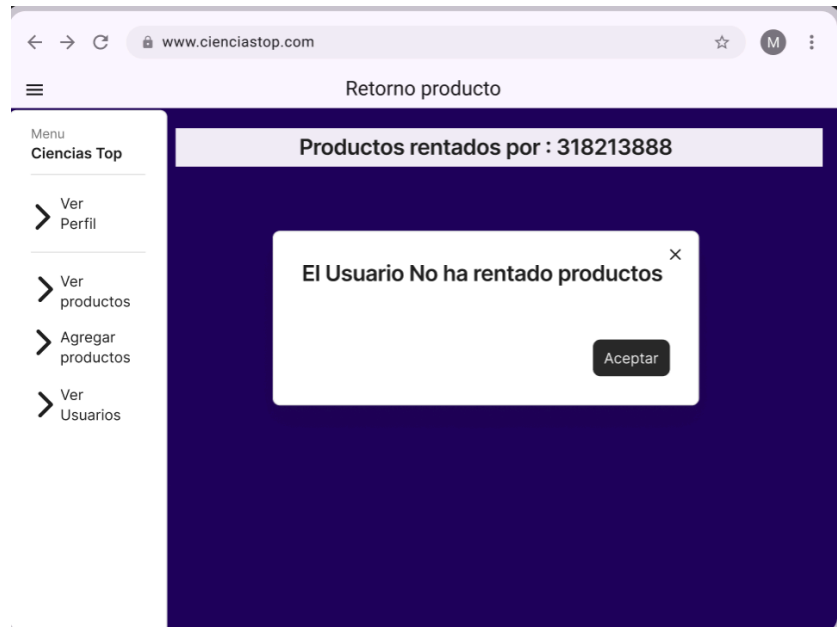 www.cienciastop.com
M
Retorno producto
Menu
Ciencias Top
Ver
Perfil
Ver
productos
Agregar
productos
Ver
Usuarios
Productos rentados por : 318213888
El Usuario No ha rentado productos
Aceptar